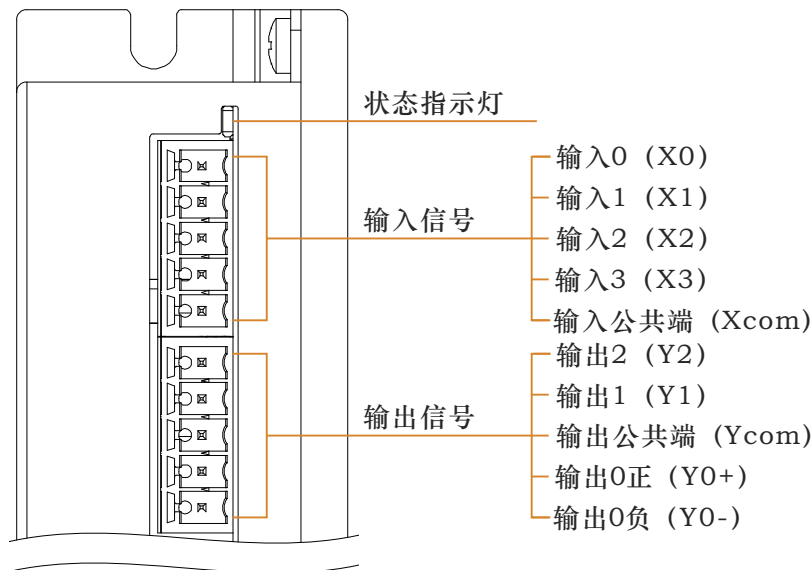 状态指示灯
输入信号
输入0 (X0)
输入1 (X1)
输入2 (X2)
输入3 (X3)
输入公共端 (Xcom)
输出信号
输出2 (Y2)
输出1 (Y1)
输出公共端 (Ycom)
输出0正 (Y0+)
输出0负 (Y0-)